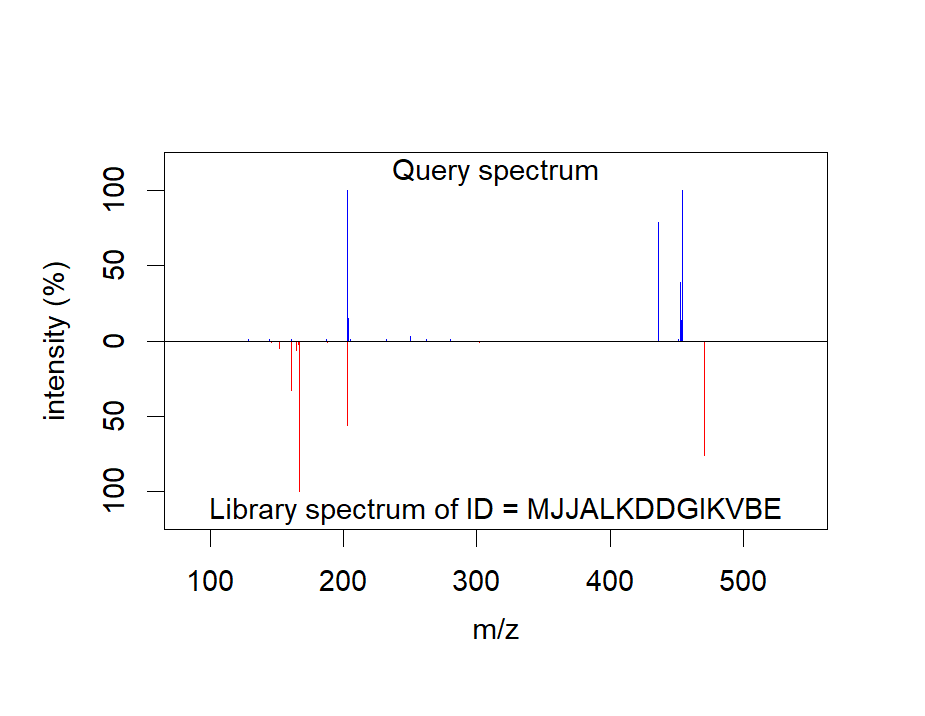 Query spectrum
intensity (%)
100
50
0
50
100
Library spectrum of ID = MJJALKDDGIKVBE
100
200
300
400
500
m/z